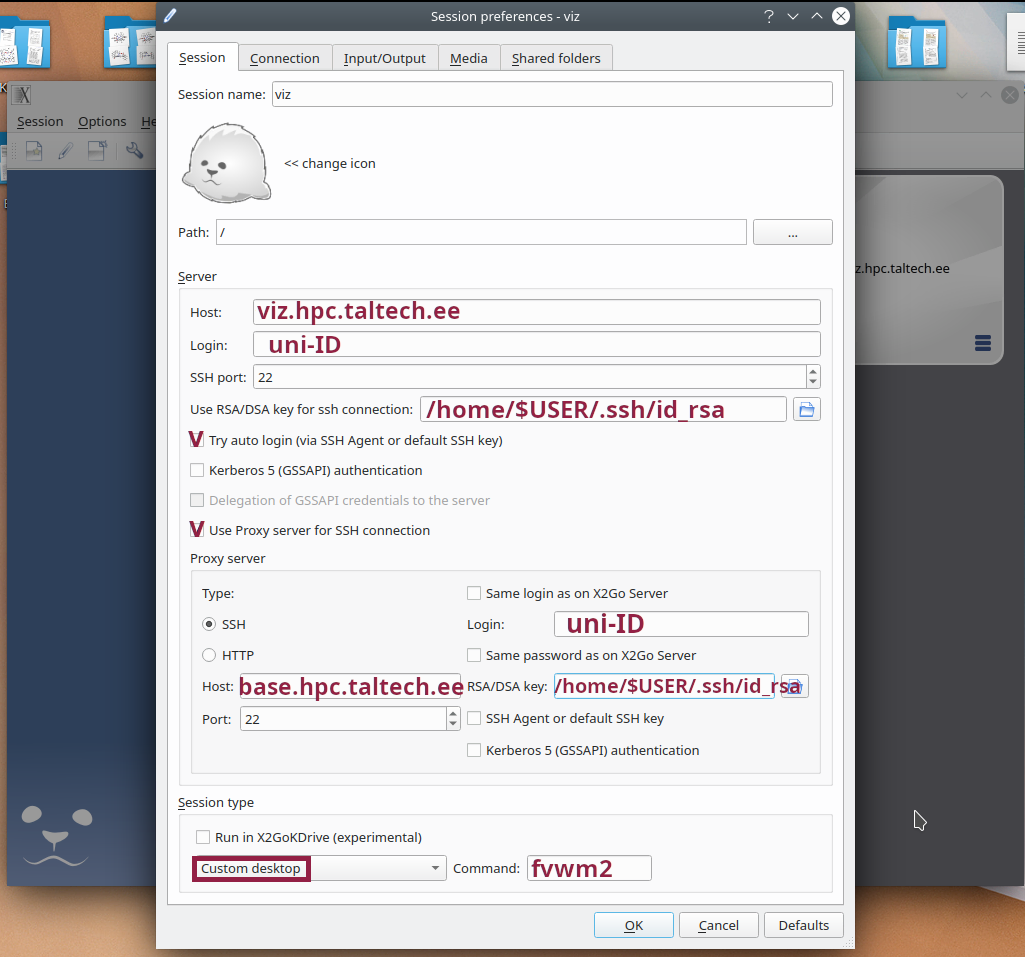 Session preferences - viz
Session Connection Input/Output Media Shared folders
Session name: viz
Session Options He
<< change icon
Path: / ...
z.hpc.taltech.ee
Server
Host: viz.hpc.taltech.ee
Login: uni-ID
SSH port: 22
Use RSA/DSA key for ssh connection: /home/$USER/.ssh/id_rsa
V Try auto login (via SSH Agent or default SSH key)
Kerberos 5 (GSSAPI) authentication
Delegation of GSSAPI credentials to the server
V Use Proxy server for SSH connection
Proxy server
Type: Same login as on X2Go Server
SSH Login: uni-ID
HTTP Same password as on X2Go Server
Host: base.hpc.taltech.ee RSA/DSA key: /home/$USER/.ssh/id_rsa
Port: 22 SSH Agent or default SSH key
Kerberos 5 (GSSAPI) authentication
Session type
Run in X2GoKDrive (experimental)
Custom desktop Command: fvwm2
OK Cancel Defaults